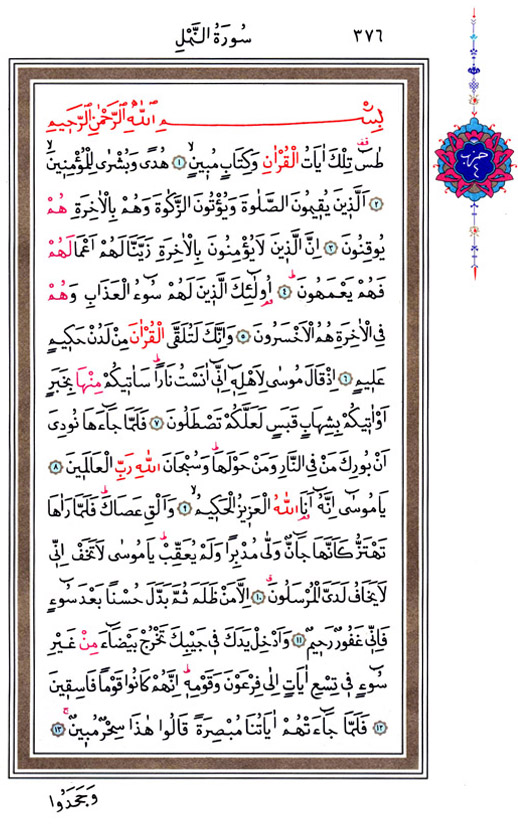 سُورَةُ النَّمْلِ ٣٧٦
حزب ٤
بِسْمِ اللهِ الرَّحْمٰنِ الرَّحِيمِ
طٰسٓ تِلْكَ اٰيَاتُ الْقُرْاٰنِ وَكِتَابٍ مُبٖينٍۙ ﴿١﴾ هُدًى وَبُشْرٰى لِلْمُؤْمِنٖينَۙ
﴿٢﴾ اَلَّذٖينَ يُقٖيمُونَ الصَّلٰوةَ وَيُؤْتُونَ الزَّكٰوةَ وَهُمْ بِالْاٰخِرَةِ هُمْ
يُوقِنُونَ ﴿٣﴾ اِنَّ الَّذٖينَ لَا يُؤْمِنُونَ بِالْاٰخِرَةِ زَيَّنَّا لَهُمْ اَعْمَالَهُمْ
فَهُمْ يَعْمَهُونَۜ ﴿٤﴾ اُو۬لٰٓئِكَ الَّذٖينَ لَهُمْ سُٓوءُ الْعَذَابِ وَهُمْ
فِي الْاٰخِرَةِ هُمُ الْاَخْسَرُونَ ﴿٥﴾ وَاِنَّكَ لَتُلَقَّى الْقُرْاٰنَ مِنْ لَدُنْ حَكٖيمٍ
عَلٖيمٍ ﴿٦﴾ اِذْ قَالَ مُوسٰى لِاَهْلِهٖٓ اِنّٖٓي اٰنَسْتُ نَاراًۜ سَاٰتٖيكُمْ مِنْهَا بِخَبَرٍ
اَوْ اٰتٖيكُمْ بِشِهَابٍ قَبَسٍ لَعَلَّكُمْ تَصْطَلُونَ ﴿٧﴾ فَلَمَّا جَٓاءَهَا نُودِيَ
اَنْ بُورِكَ مَنْ فِي النَّارِ وَمَنْ حَوْلَهَاۜ وَسُبْحَانَ اللهِ رَبِّ الْعَالَمٖينَ ﴿٨﴾
يَا مُوسٰٓى اِنَّهُٓ اَنَا اللهُ الْعَزٖيزُ الْحَكٖيمُۙ ﴿٩﴾ وَاَلْقِ عَصَاكَۜ فَلَمَّا رَاٰهَا
تَهْتَزُّ كَاَنَّهَا جَٓانٌّ وَلّٰى مُدْبِراً وَلَمْ يُعَقِّبْۜ يَا مُوسٰى لَا تَخَفْ اِنّٖي
لَا يَخَافُ لَدَيَّ الْمُرْسَلُونَۗ ﴿١٠﴾ اِلَّا مَنْ ظَلَمَ ثُمَّ بَدَّلَ حُسْناً بَعْدَ سُٓوءٍ
فَاِنّٖي غَفُورٌ رَحٖيمٌ ﴿١١﴾ وَاَدْخِلْ يَدَكَ فٖي جَيْبِكَ تَخْرُجْ بَيْضَٓاءَ مِنْ غَيْرِ
سُٓوءٍ فٖي تِسْعِ اٰيَاتٍ اِلٰى فِرْعَوْنَ وَقَوْمِهٖۜ اِنَّهُمْ كَانُوا قَوْماً فَاسِقٖينَ
﴿١٢﴾ فَلَمَّا جَٓاءَتْهُمْ اٰيَاتُنَا مُبْصِرَةً قَالُوا هٰذَا سِحْرٌ مُبٖينٌۚ ﴿١٣﴾
وَجَحَدُوا